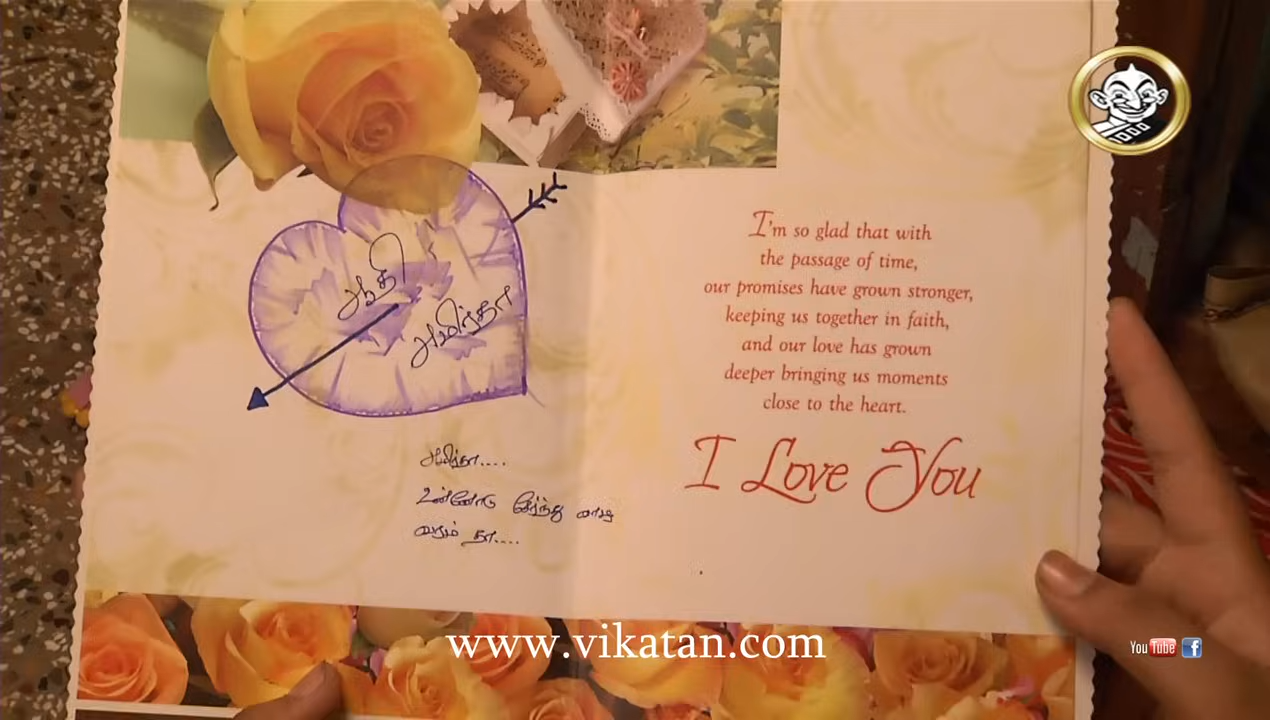 ஆதி
அமிர்தா
அமிர்தா....
உன்னோடு சேர்ந்து வாழ
வரம் தா....
I'm so glad that with
the passage of time,
our promises have grown stronger,
keeping us together in faith,
and our love has grown
deeper bringing us moments
close to the heart.
I Love You
www.vikatan.com
You Tube f